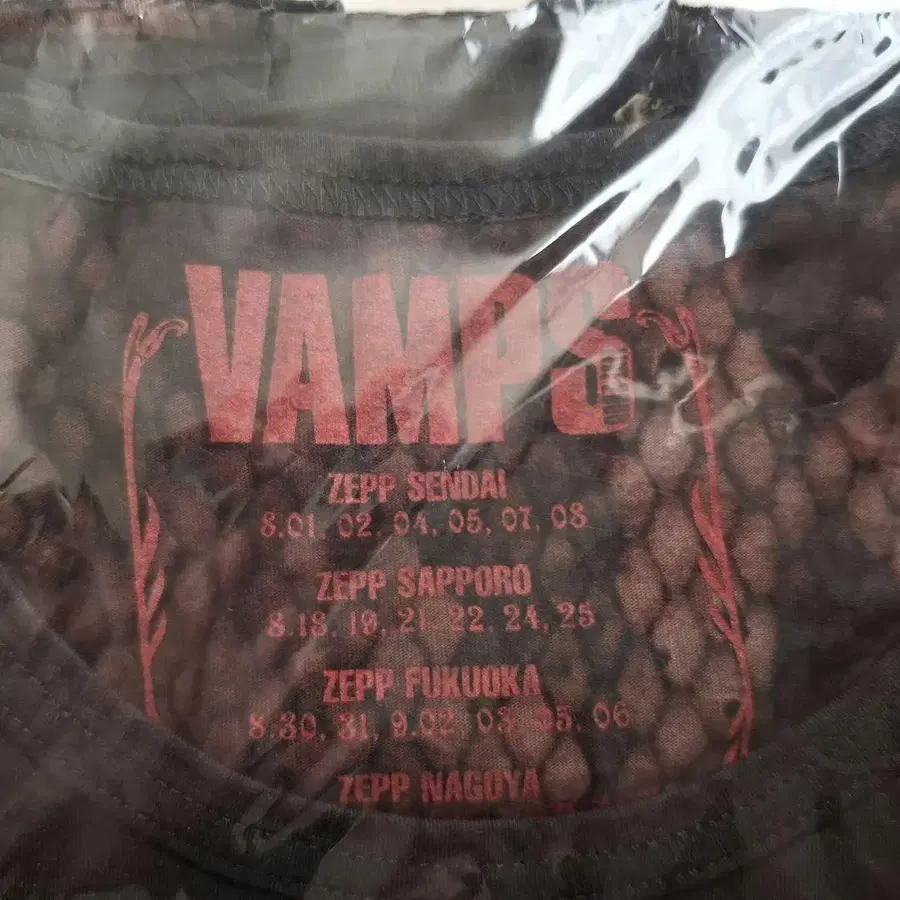 VAMPS
ZEPP SENDAI
8.01, 02, 04, 05, 07, 08
ZEPP SAPPORO
8.18, 19, 21, 22, 24, 25
ZEPP FUKUOKA
8.30, 31, 9.02, 03, 05, 06
ZEPP NAGOYA